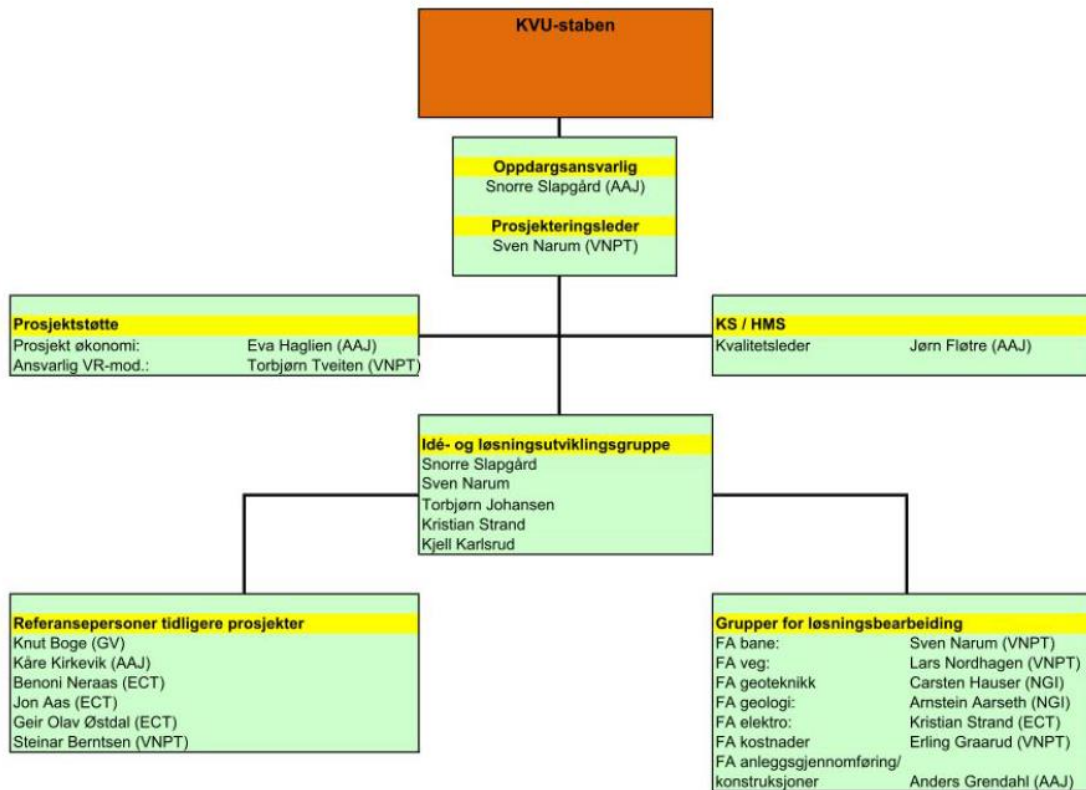 KVU-staben
Oppdargsansvarlig
Snorre Slapgård (AAJ)
Prosjekteringsleder
Sven Narum (VNPT)
Prosjektstøtte
Prosjekt økonomi: Eva Haglien (AAJ)
Ansvarlig VR-mod.: Torbjørn Tveiten (VNPT)
KS / HMS
Kvalitetsleder Jørn Fløtre (AAJ)
Idé- og løsningsutviklingsgruppe
Snorre Slapgård
Sven Narum
Torbjørn Johansen
Kristian Strand
Kjell Karlsrud
Referansepersoner tidligere prosjekter
Knut Boge (GV)
Kåre Kirkevik (AAJ)
Benoni Neraas (ECT)
Jon Aas (ECT)
Geir Olav Østdal (ECT)
Steinar Berntsen (VNPT)
Grupper for løsningsbearbeiding
FA bane: Sven Narum (VNPT)
FA veg: Lars Nordhagen (VNPT)
FA geoteknikk Carsten Hauser (NGI)
FA geologi: Arnstein Aarseth (NGI)
FA elektro: Kristian Strand (ECT)
FA kostnader Erling Graarud (VNPT)
FA anleggsgjennomføring/
konstruksjoner Anders Grendahl (AAJ)